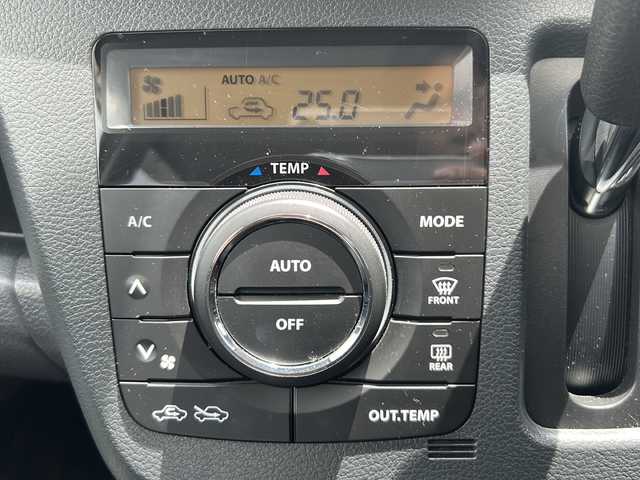 AUTO A/C
25.0
TEMP
A/C
MODE
AUTO
OFF
FRONT
REAR
OUT.TEMP